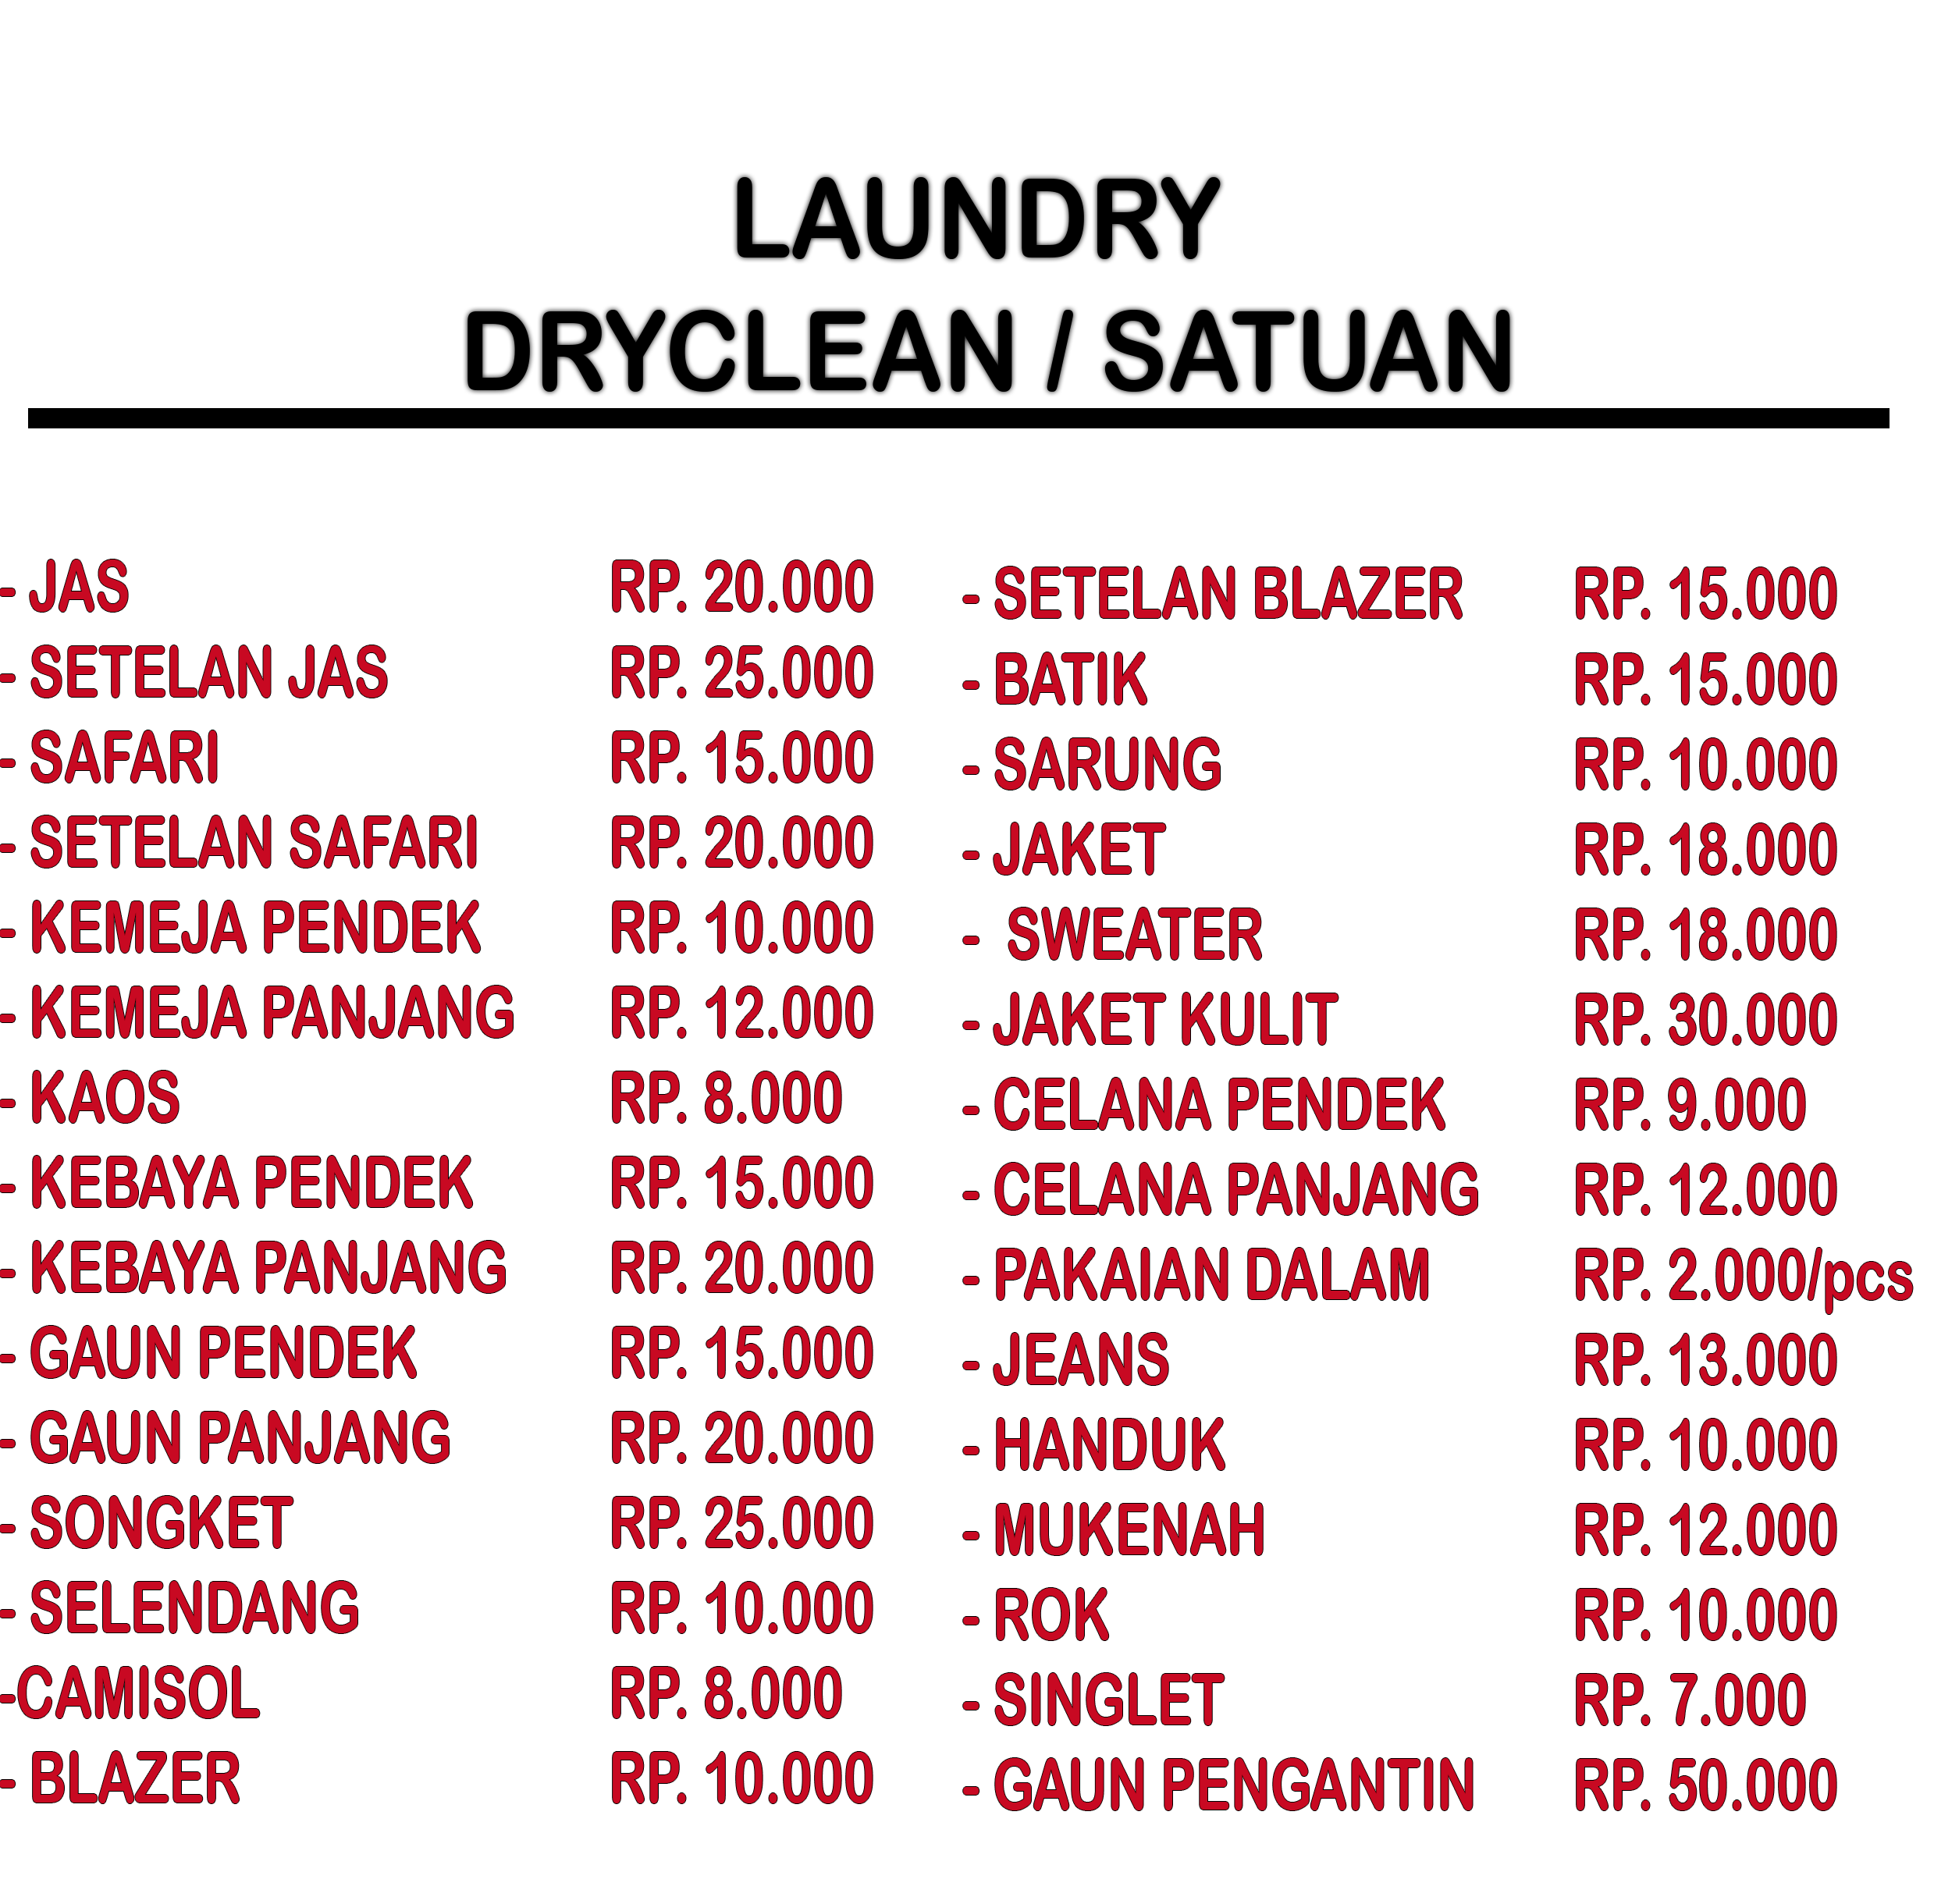 LAUNDRY
DRYCLEAN / SATUAN
- JAS RP. 20.000
- SETELAN JAS RP. 25.000
- SAFARI RP. 15.000
- SETELAN SAFARI RP. 20.000
- KEMEJA PENDEK RP. 10.000
- KEMEJA PANJANG RP. 12.000
- KAOS RP. 8.000
- KEBAYA PENDEK RP. 15.000
- KEBAYA PANJANG RP. 20.000
- GAUN PENDEK RP. 15.000
- GAUN PANJANG RP. 20.000
- SONGKET RP. 25.000
- SELENDANG RP. 10.000
-CAMISOL RP. 8.000
- BLAZER RP. 10.000
- SETELAN BLAZER RP. 15.000
- BATIK RP. 15.000
- SARUNG RP. 10.000
- JAKET RP. 18.000
- SWEATER RP. 18.000
- JAKET KULIT RP. 30.000
- CELANA PENDEK RP. 9.000
- CELANA PANJANG RP. 12.000
- PAKAIAN DALAM RP. 2.000/pcs
- JEANS RP. 13.000
- HANDUK RP. 10.000
- MUKENAH RP. 12.000
- ROK RP. 10.000
- SINGLET RP. 7.000
- GAUN PENGANTIN RP. 50.000